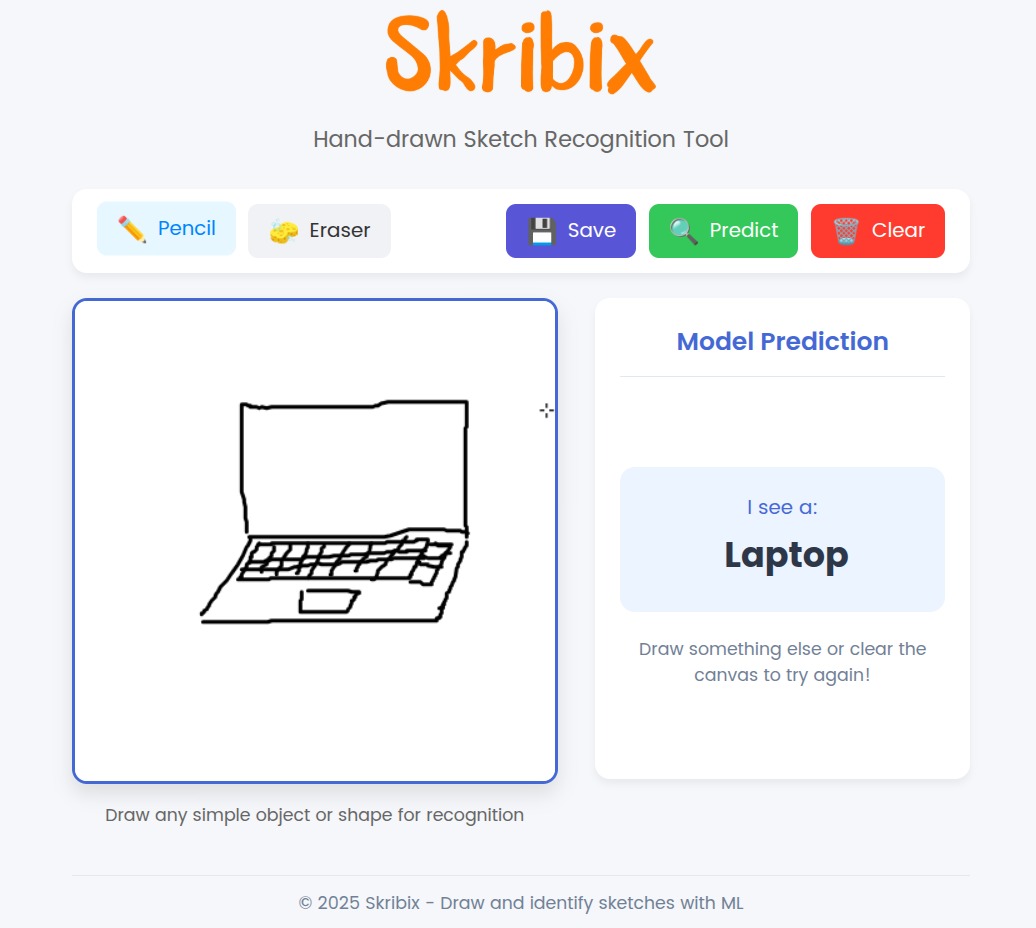 Skribix
Hand-drawn Sketch Recognition Tool
Pencil
Eraser
Save
Predict
Clear
Model Prediction
I see a:
Laptop
Draw something else or clear the
canvas to try again!
Draw any simple object or shape for recognition
© 2025 Skribix - Draw and identify sketches with ML